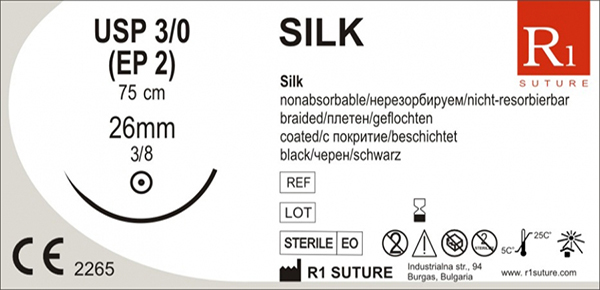 USP 3/0
(EP 2)
75 cm
26mm
3/8
CE 2265
SILK
R1
SUTURE
Silk
nonabsorbable/нерезорбируем/nicht-resorbierbar
braided/плетен/geflochten
coated/с покритие/beschichtet
black/черен/schwarz
REF
LOT
STERILE EO
2
5C° 25C°
R1 SUTURE
Industrialna str., 94
Burgas, Bulgaria
www. r1suture.com